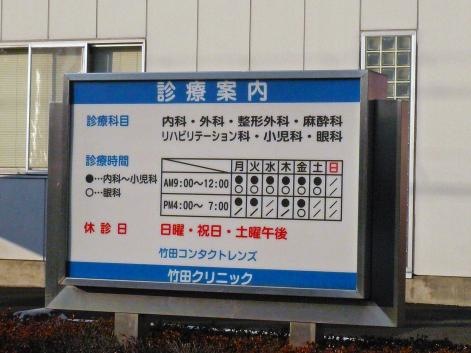 診療案内
診療科目 内科・外科・整形外科・麻酔科
リハビリテーション科・小児科・眼科
診療時間
●…内科〜小児科
○…眼科
月 火 水 木 金 土 日
AM9:00〜12:00
PM4:00〜 7:00
休診日 日曜・祝日・土曜午後
竹田コンタクトレンズ
竹田クリニック